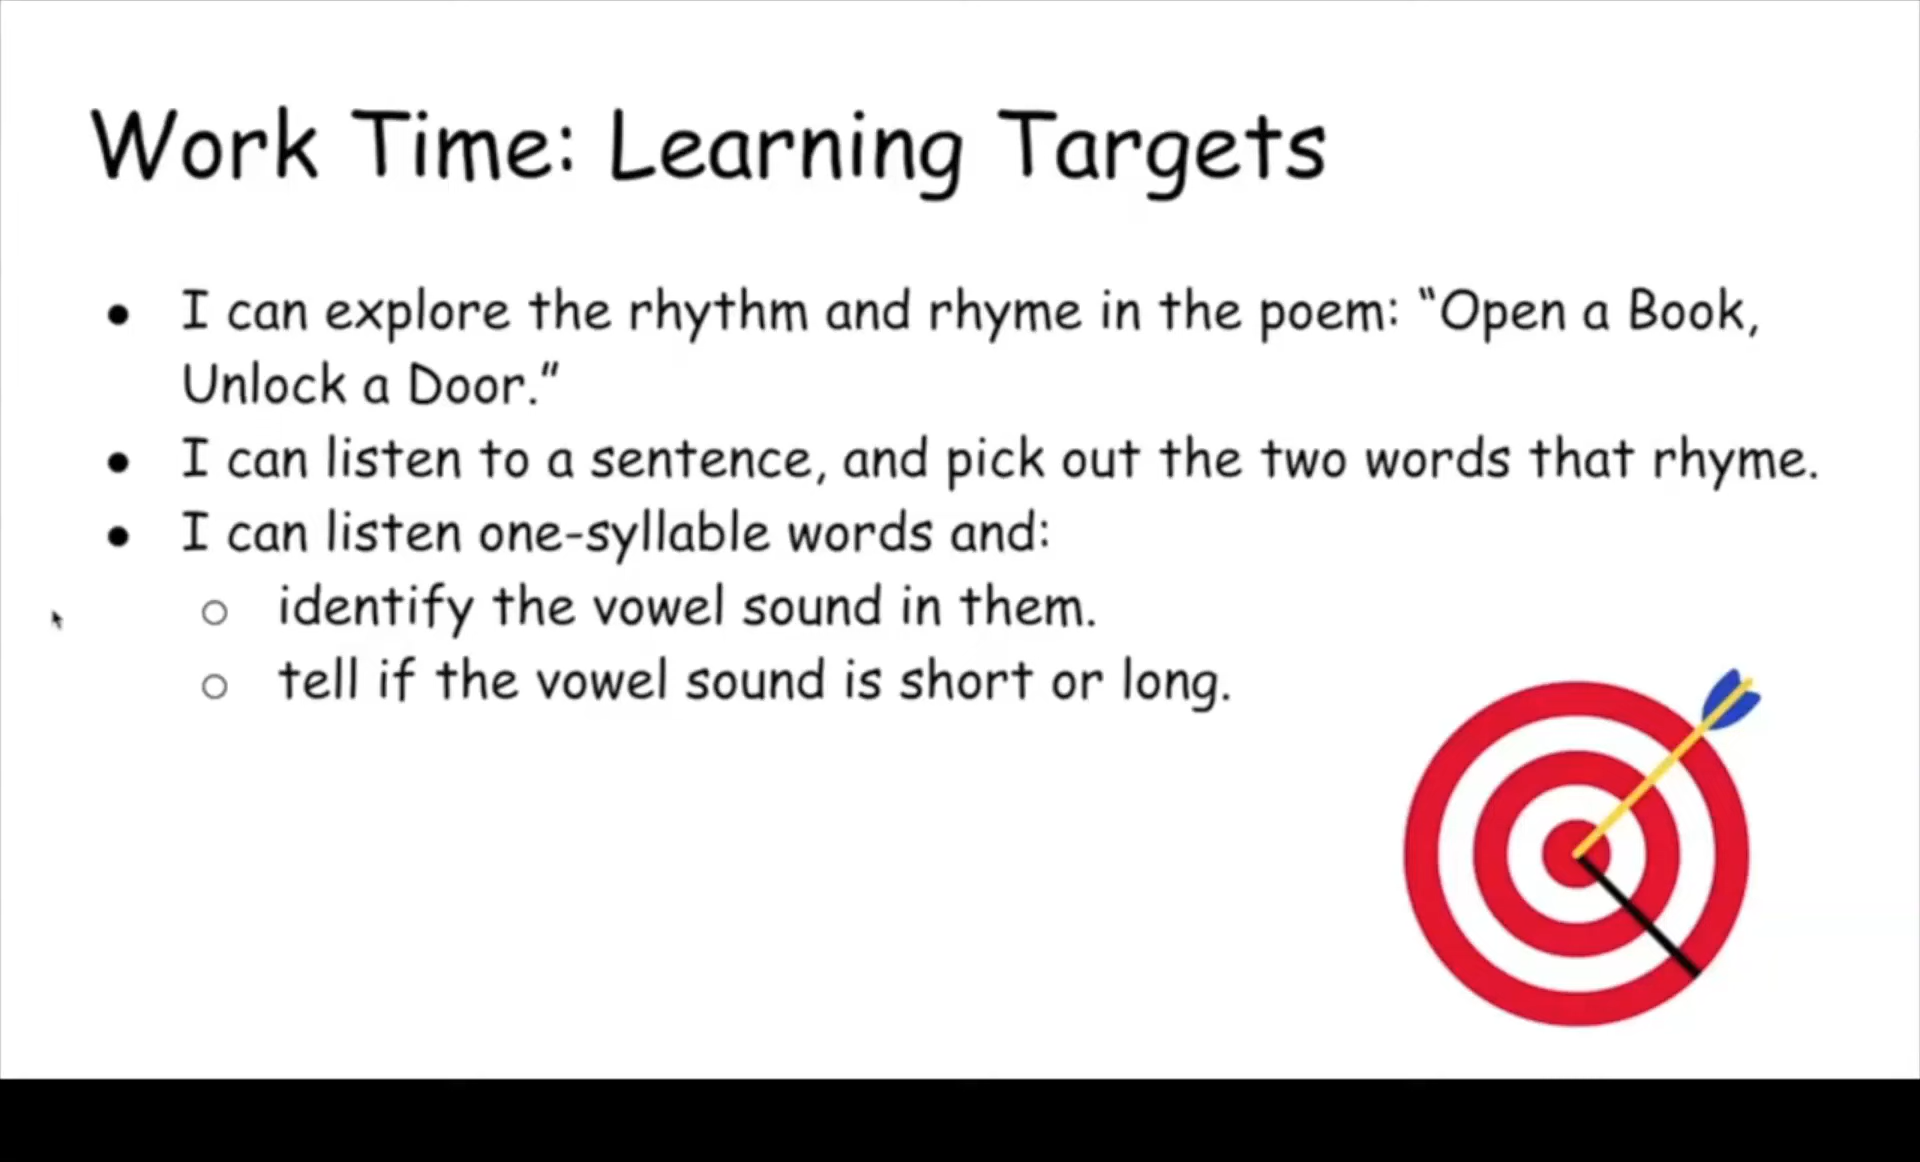 Work Time: Learning Targets
● I can explore the rhythm and rhyme in the poem: “Open a Book,
Unlock a Door.”
● I can listen to a sentence, and pick out the two words that rhyme.
● I can listen one-syllable words and:
○ identify the vowel sound in them.
○ tell if the vowel sound is short or long.